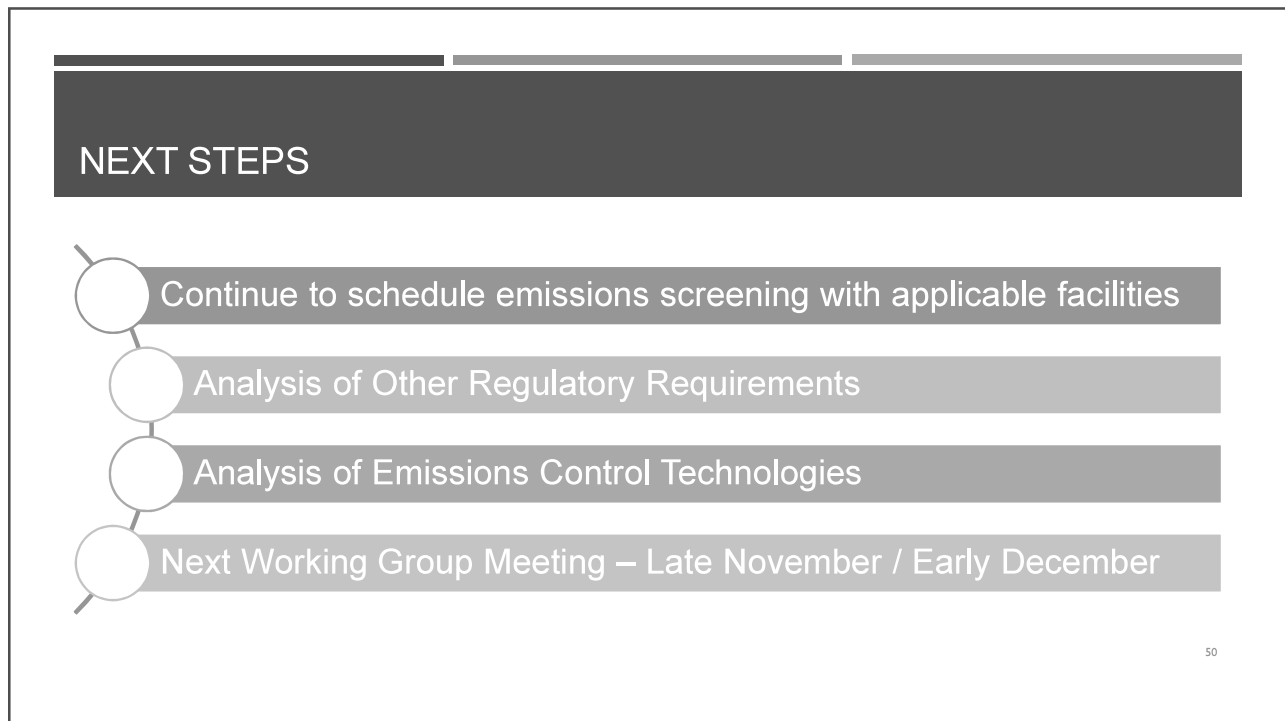 NEXT STEPS
Continue to schedule emissions screening with applicable facilities
Analysis of Other Regulatory Requirements
Analysis of Emissions Control Technologies
Next Working Group Meeting – Late November / Early December
50